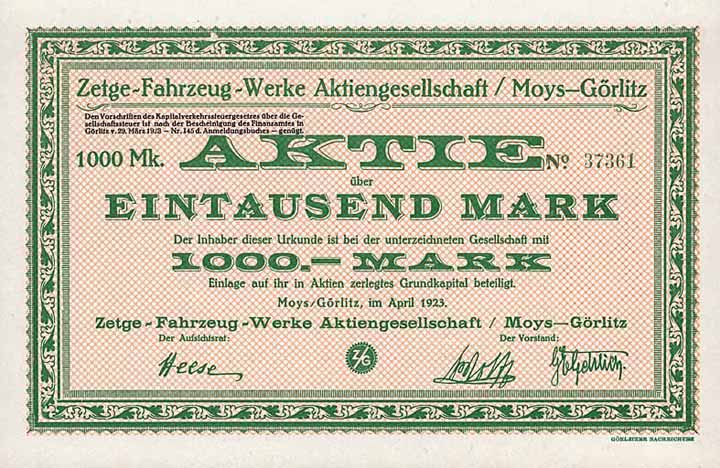 Zetge-Fahrzeug-Werke Aktiengesellschaft / Moys—Görlitz
Den Vorschriften des Kapitalverkehrssteuergesetzes über die Ge-
sellschaftssteuer ist nach der Bescheinigung des Finanzamtes in
Görlitz v. 29. März 1923 – Nr. 145 d. Anmeldungsbuches – genügt.
1000 Mk. AKTIE No. 37361
über
EINTAUSEND MARK
Der Inhaber dieser Urkunde ist bei der unterzeichneten Gesellschaft mit
1000.— MARK
Einlage auf ihr in Aktien zerlegtes Grundkapital beteiligt.
Moys/Görlitz, im April 1923.
Zetge-Fahrzeug-Werke Aktiengesellschaft / Moys—Görlitz
Der Aufsichtsrat: Der Vorstand:
Heese Z/G
GÖRLITZER NACHRICHTEN